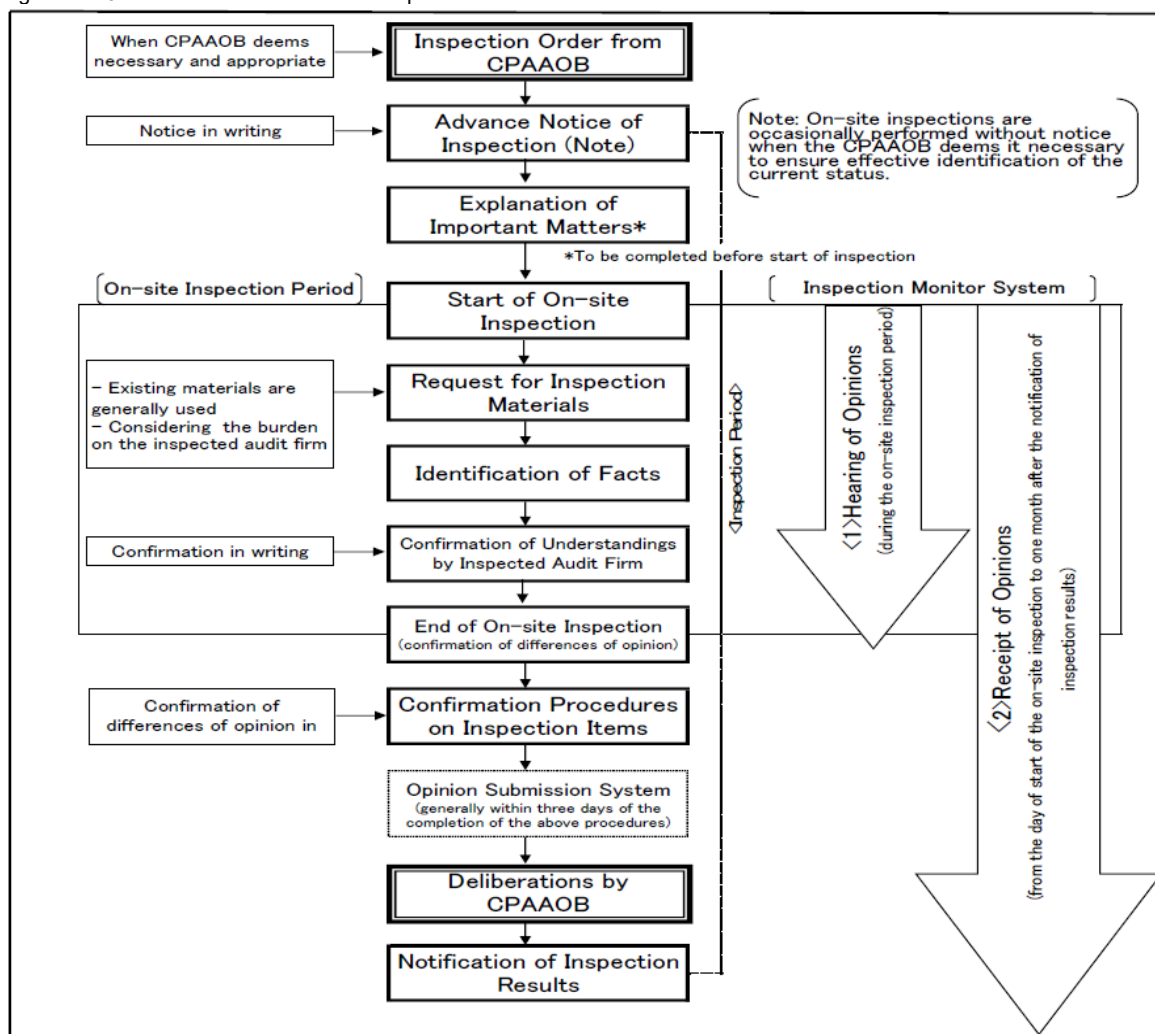 When CPAAOB deems
necessary and appropriate
Inspection Order from
CPAAOB
Notice in writing
Advance Notice of
Inspection (Note)
Note: On-site inspections are
occasionally performed without notice
when the CPAAOB deems it necessary
to ensure effective identification of the
current status.
Explanation of
Important Matters*
*To be completed before start of inspection
On-site Inspection Period
Inspection Monitor System
Start of On-site
Inspection
- Existing materials are
generally used
- Considering the burden
on the inspected audit firm
Request for Inspection
Materials
Identification of Facts
Confirmation in writing
Confirmation of Understandings
by Inspected Audit Firm
End of On-site Inspection
(confirmation of differences of opinion)
Confirmation of
differences of opinion in
Confirmation Procedures
on Inspection Items
Opinion Submission System
(generally within three days of the
completion of the above procedures)
Deliberations by
CPAAOB
Notification of Inspection
Results
<Inspection Period>
<1>Hearing of Opinions
(during the on-site inspection period)
<2>Receipt of Opinions
(from the day of start of the on-site inspection to one month after the notification of
inspection results)